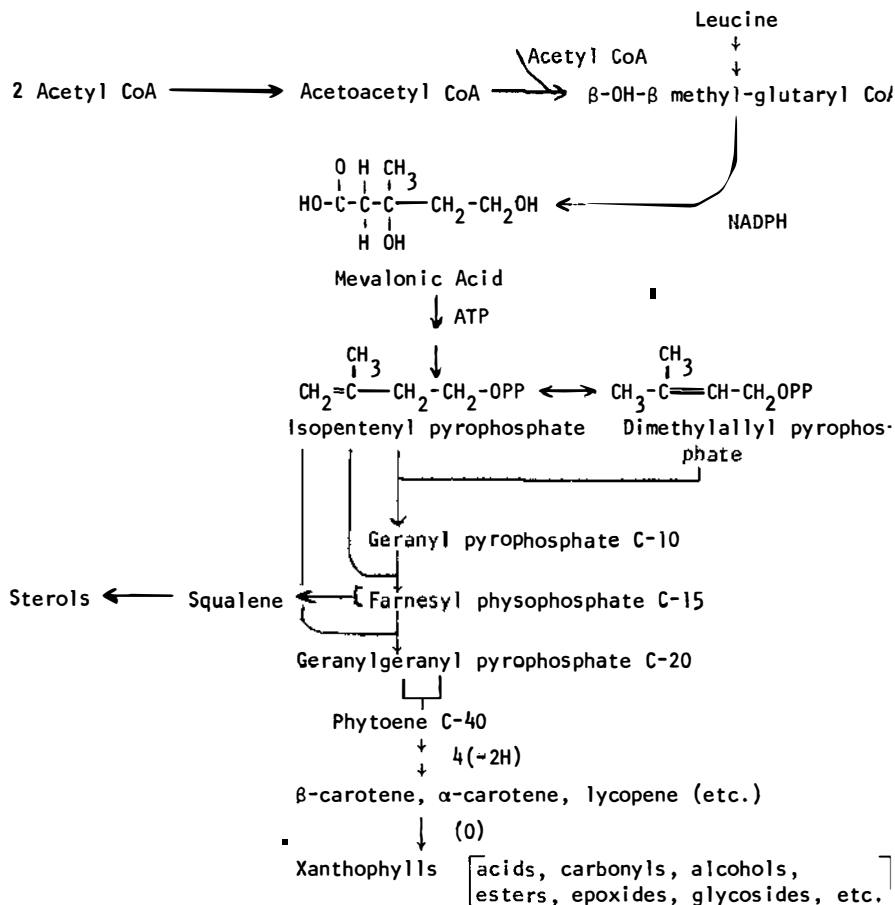 Leucine
Acetyl CoA
2 Acetyl CoA Acetoacetyl CoA β-OH-β methyl-glutaryl CoA
O H CH3
HO-C-C-C-CH2-CH2OH
H OH
NADPH
Mevalonic Acid
ATP
CH3 CH3
CH2=C-CH2-CH2-OPP CH3-C=CH-CH2OPP
Isopentenyl pyrophosphate Dimethylallyl pyrophos-
phate
Geranyl pyrophosphate C-10
Sterols Squalene Farnesyl physophosphate C-15
Geranylgeranyl pyrophosphate C-20
Phytoene C-40
4(-2H)
β-carotene, α-carotene, lycopene (etc.)
(O)
Xanthophylls acids, carbonyls, alcohols,
esters, epoxides, glycosides, etc.